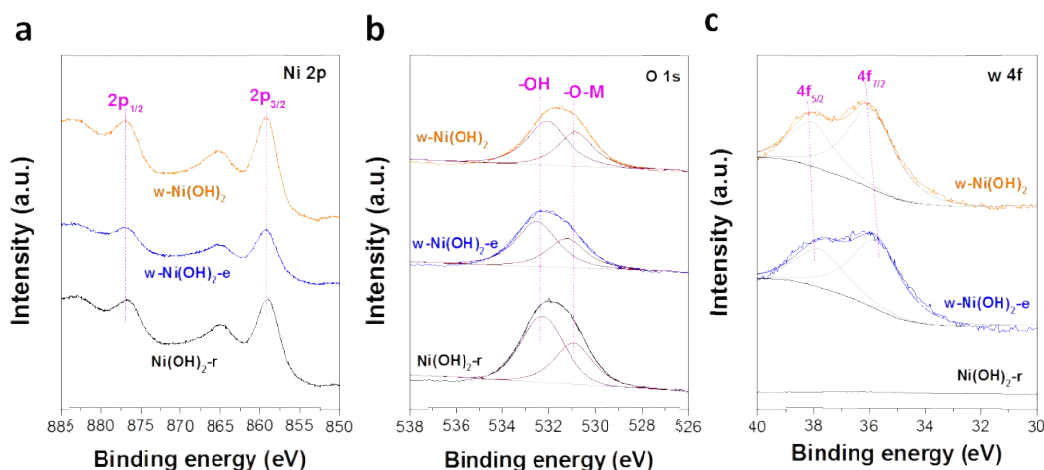 a
Ni 2p
2p1/2
2p3/2
w-Ni(OH)2
w-Ni(OH)2-e
Ni(OH)2-r
Intensity (a.u.)
885 875 865 860 850
Binding energy (eV)
b
O 1s
-OH
-O-M
w-Ni(OH)2
w-Ni(OH)2-e
Ni(OH)2-r
Intensity (a.u.)
538 536 534 532 530 528 526
Binding energy (eV)
c
w 4f
4f5/2
4f7/2
w-Ni(OH)2
w-Ni(OH)2-e
Ni(OH)2-r
Intensity (a.u.)
40 38 36 34 32 30
Binding energy (eV)